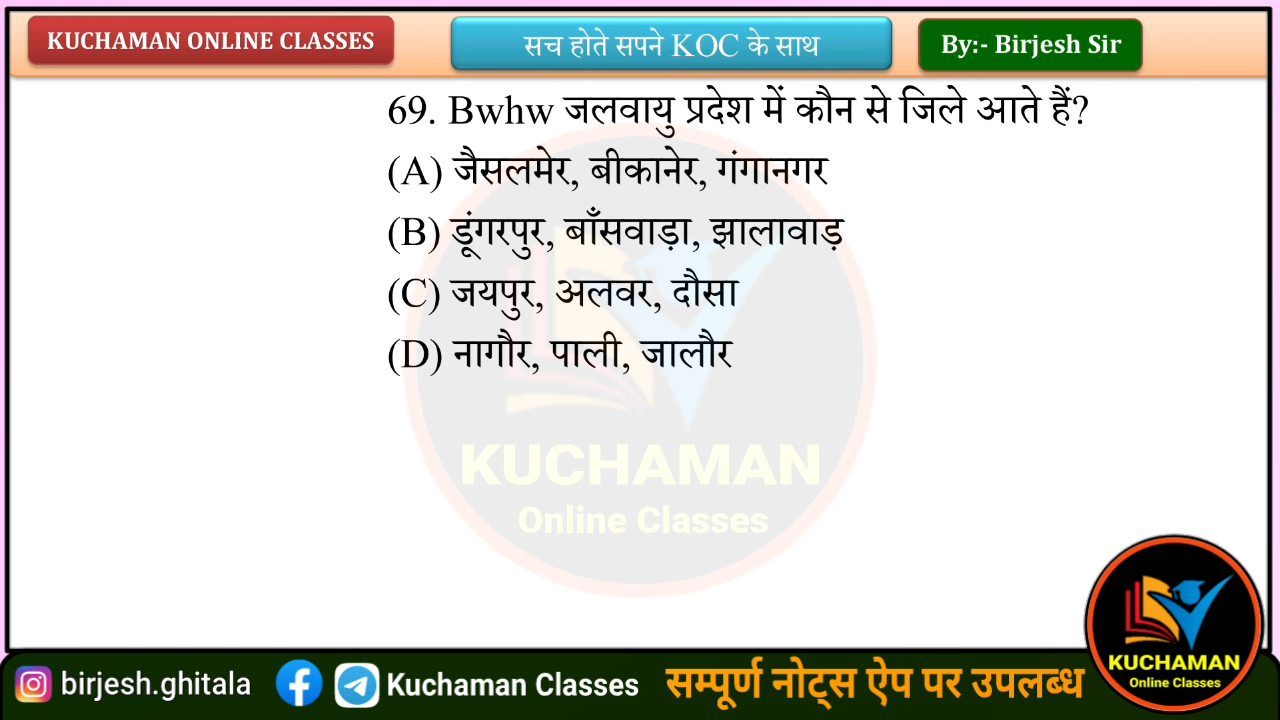 KUCHAMAN ONLINE CLASSES
सच होते सपने KOC के साथ
By:- Birjesh Sir
69. Bwhw जलवायु प्रदेश में कौन से जिले आते हैं?
(A) जैसलमेर, बीकानेर, गंगानगर
(B) डूंगरपुर, बाँसवाड़ा, झालावाड़
(C) जयपुर, अलवर, दौसा
(D) नागौर, पाली, जालौर
KUCHAMAN
Online Classes
KUCHAMAN
Online Classes
birjesh.ghitala
Kuchaman Classes
सम्पूर्ण नोट्स ऐप पर उपलब्ध